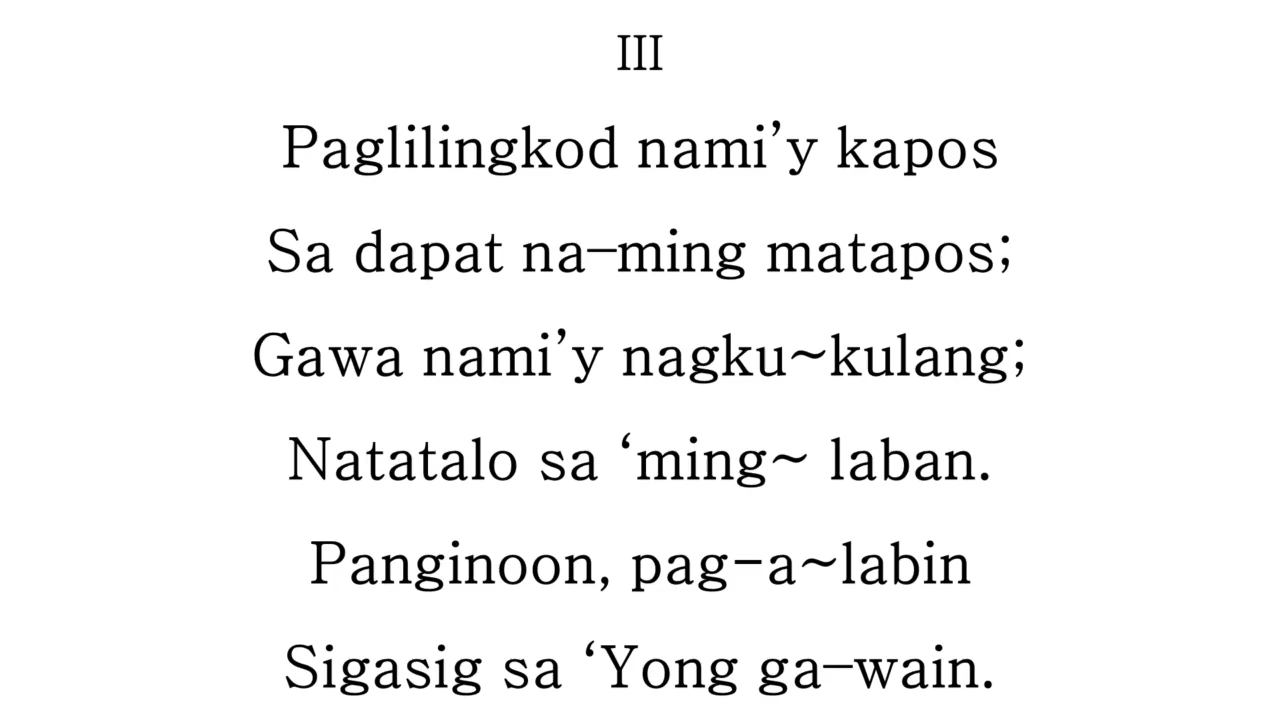 III
Paglilingkod nami’y kapos
Sa dapat na–ming matapos;
Gawa nami’y nagku~kulang;
Natatalo sa ‘ming~ laban.
Panginoon, pag-a~labin
Sigasig sa ‘Yong ga–wain.